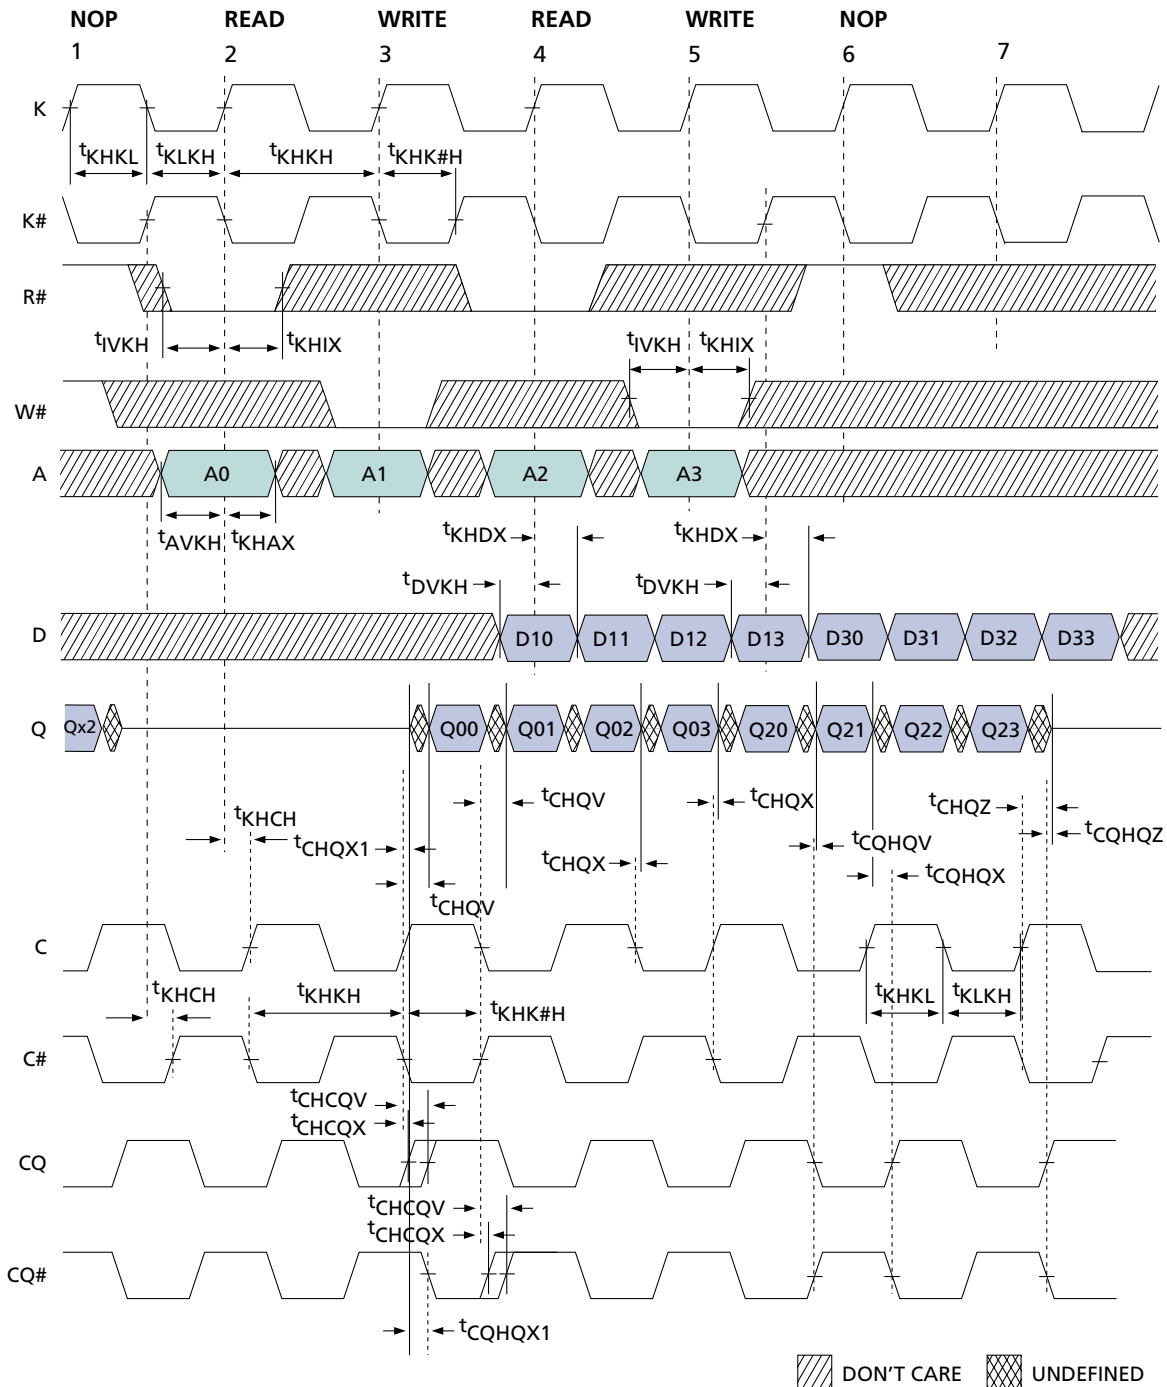 NOP READ WRITE READ WRITE NOP
1 2 3 4 5 6 7
K
tKHKL tKLKH tKHKH tKHK#H
K#
R#
tIVKH tKHIX tIVKH tKHIX
W#
A A0 A1 A2 A3
tAVKH tKHAX tKHDX tKHDX
tDVKH tDVKH
D D10 D11 D12 D13 D30 D31 D32 D33
Q Qx2 Q00 Q01 Q02 Q03 Q20 Q21 Q22 Q23
tCHQV tCHQX tCHQZ
tKHCH tCHQX1 tCQHQV tCQHQZ
tCHQX tCQHQX
tCHQV
C
tKHCH tKHKH tKHK#H tKHKL tKLKH
C#
tCHCQV
tCHCQX
CQ
tCHCQV
tCHCQX
CQ#
tCQHQX1
DON'T CARE UNDEFINED